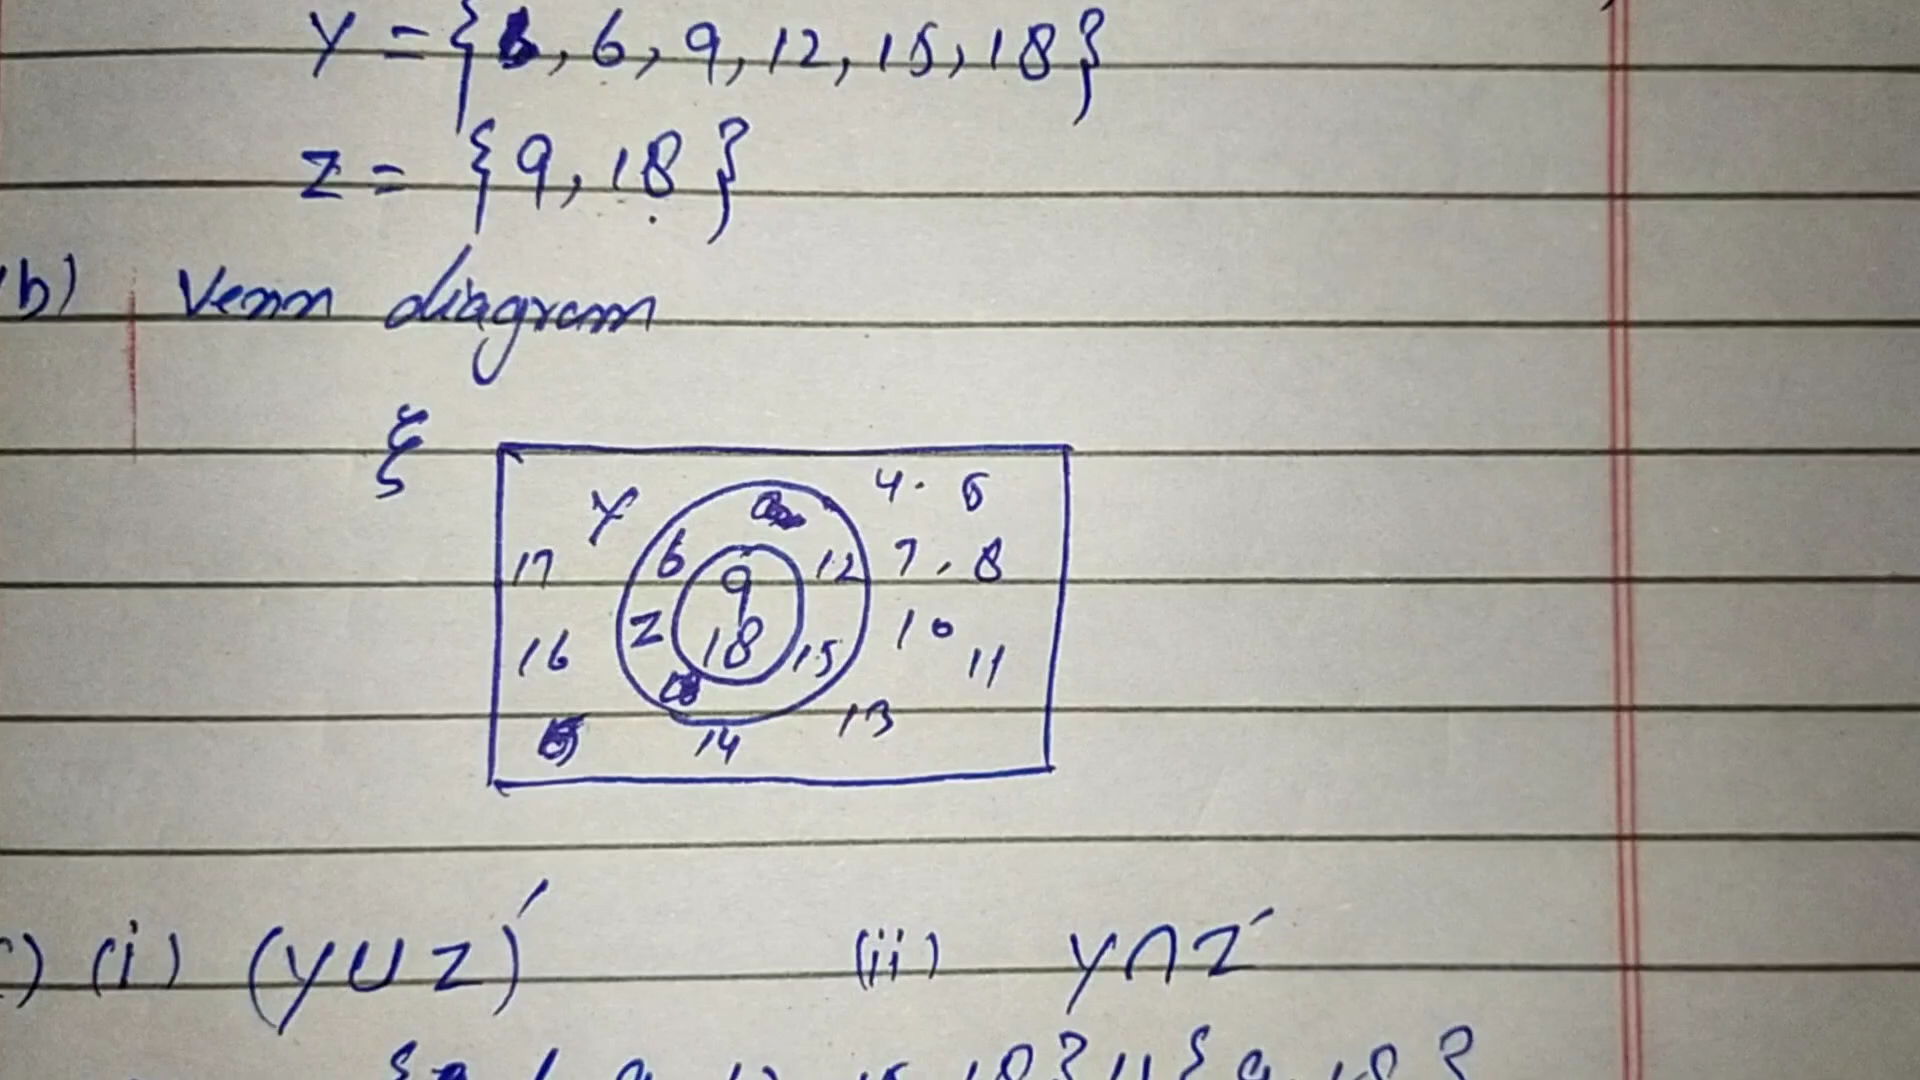 Y = { , 6, 9, 12, 15, 18}
Z = {9, 18}
b) Venn diagram
ξ
4. 5
Y
6
12
7, 8
17
9
Z
18
15
10
11
16
13
14
(i) (YUZ)′
(ii) Y∩Z′